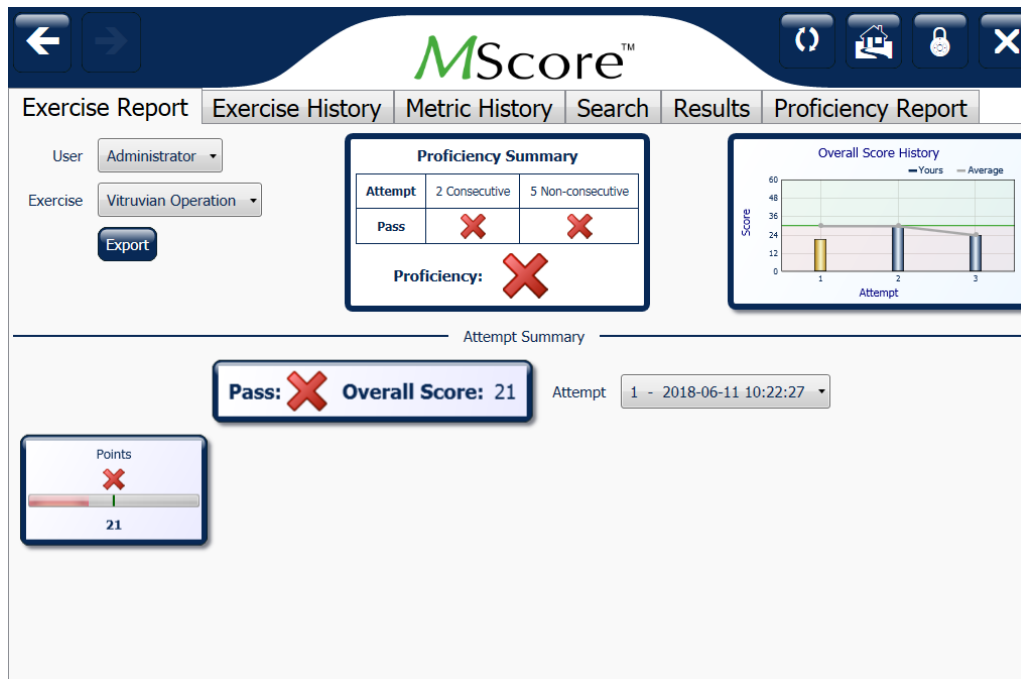 MScore™
Exercise Report Exercise History Metric History Search Results Proficiency Report
User Administrator
Exercise Vitruvian Operation
Export
Proficiency Summary
Attempt 2 Consecutive 5 Non-consecutive
Pass
Proficiency:
Overall Score History
Yours Average
Score
60
48
36
24
12
0
1 2 3
Attempt
Attempt Summary
Pass: Overall Score: 21
Attempt 1 - 2018-06-11 10:22:27
Points
21